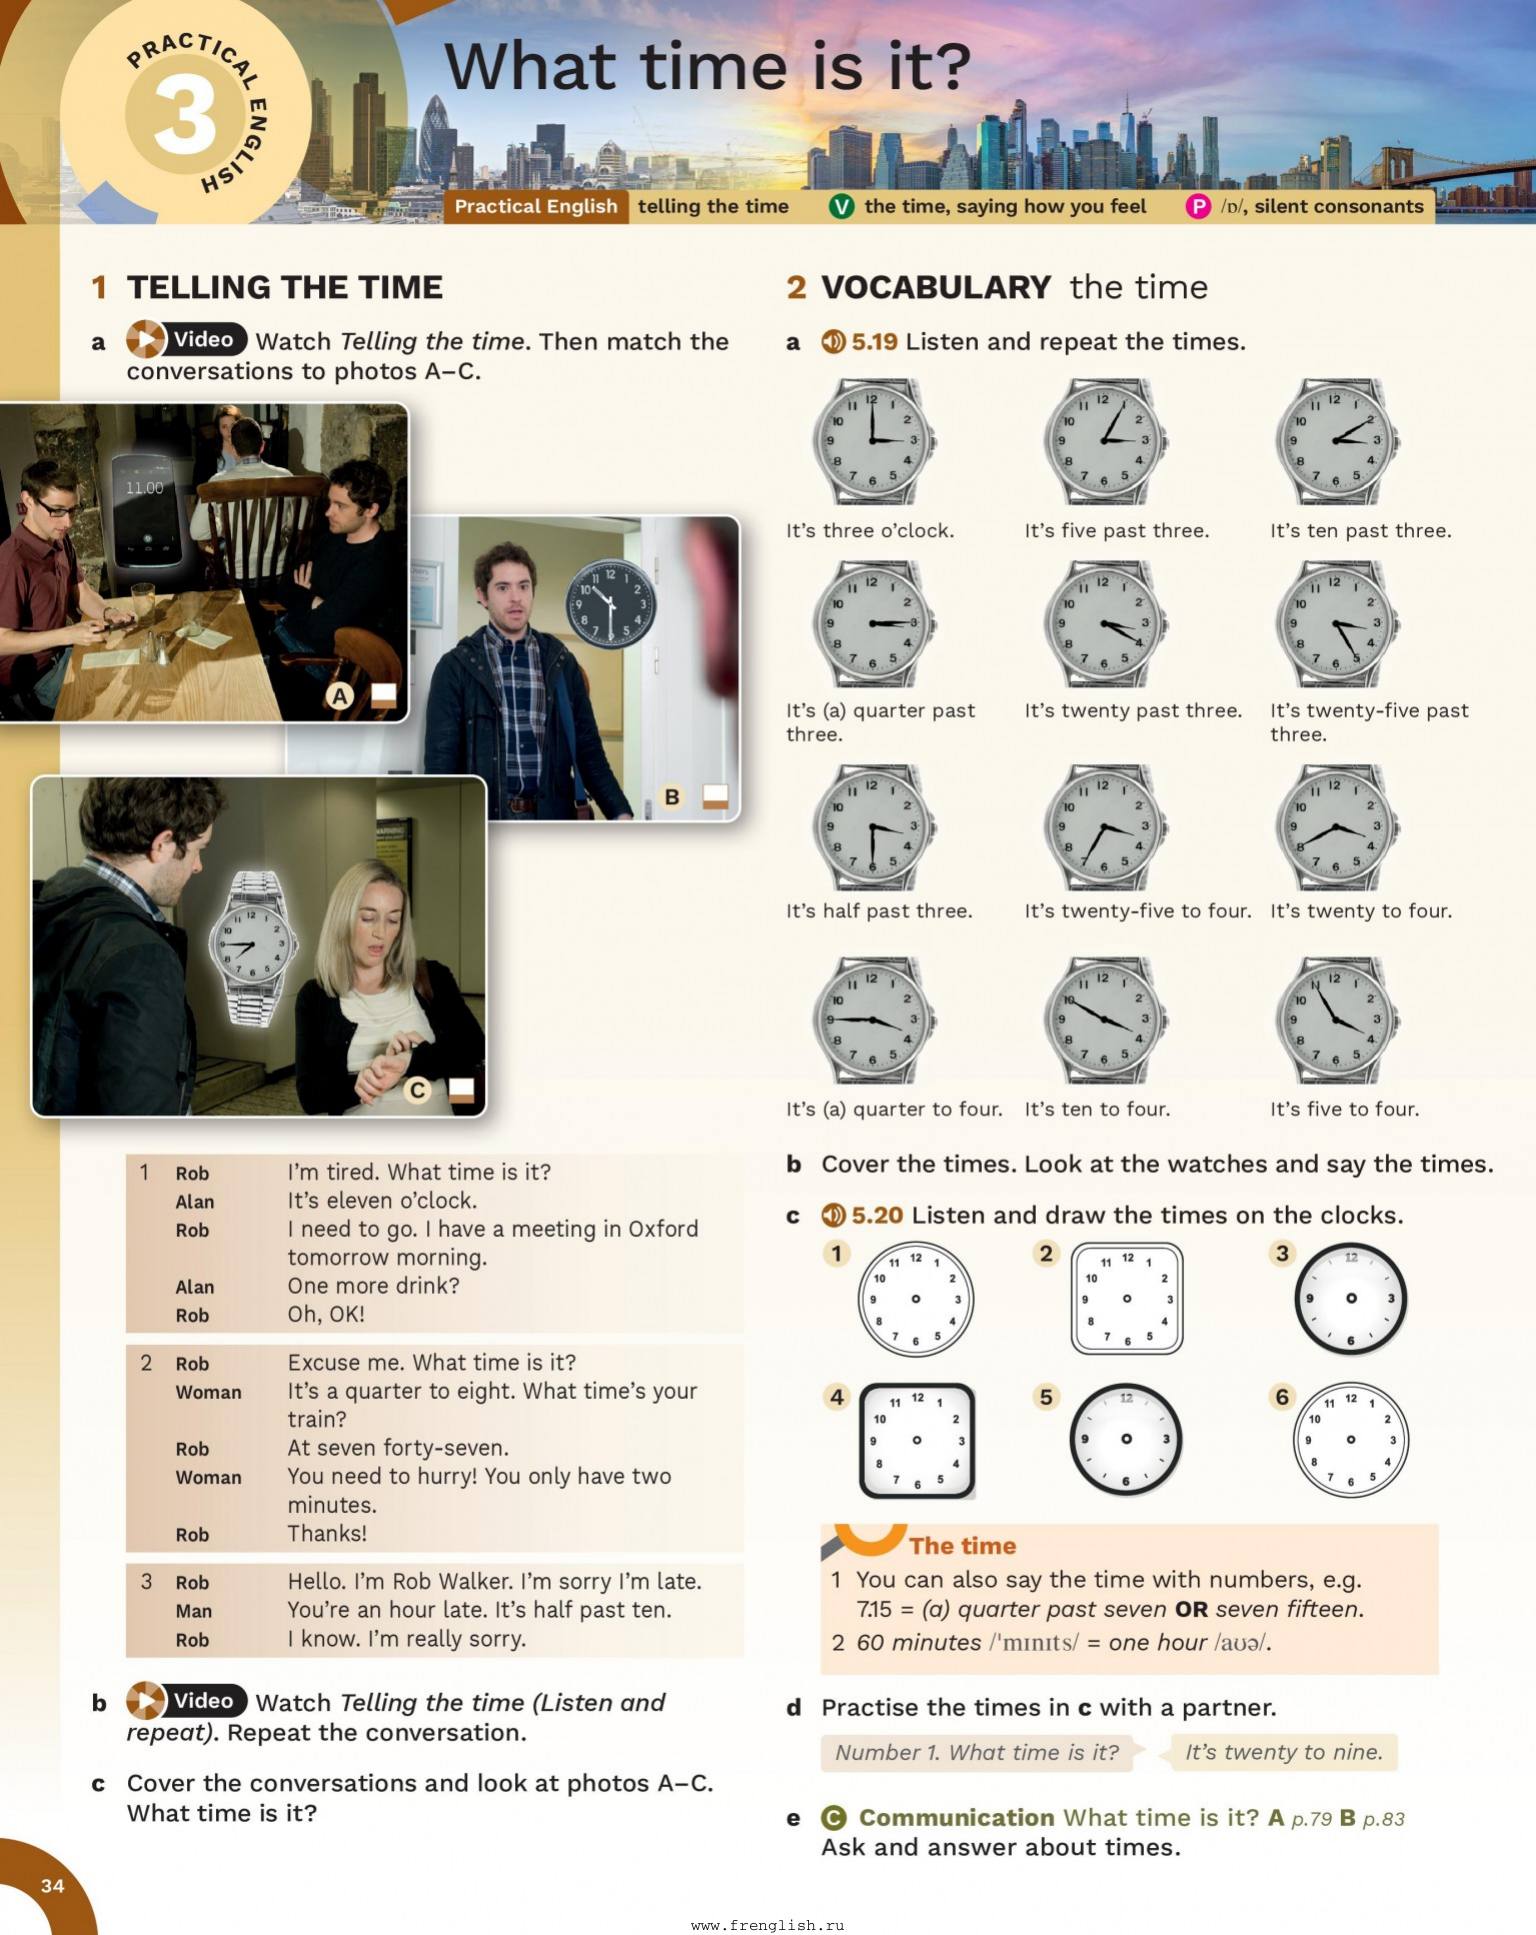 PRACTICAL ENGLISH
3
What time is it?
Practical English telling the time V the time, saying how you feel P /ɒ/, silent consonants
1 TELLING THE TIME
a Video Watch Telling the time. Then match the
conversations to photos A–C.
11.00
A
B
C
1 Rob I'm tired. What time is it?
Alan It's eleven o'clock.
Rob I need to go. I have a meeting in Oxford
tomorrow morning.
Alan One more drink?
Rob Oh, OK!
2 Rob Excuse me. What time is it?
Woman It's a quarter to eight. What time's your
train?
Rob At seven forty-seven.
Woman You need to hurry! You only have two
minutes.
Rob Thanks!
3 Rob Hello. I'm Rob Walker. I'm sorry I'm late.
Man You're an hour late. It's half past ten.
Rob I know. I'm really sorry.
b Video Watch Telling the time (Listen and
repeat). Repeat the conversation.
c Cover the conversations and look at photos A–C.
What time is it?
34
2 VOCABULARY the time
a 5.19 Listen and repeat the times.
It's three o'clock. It's five past three. It's ten past three.
It's (a) quarter past
three.
It's twenty past three.
It's twenty-five past
three.
It's half past three. It's twenty-five to four. It's twenty to four.
It's (a) quarter to four. It's ten to four. It's five to four.
b Cover the times. Look at the watches and say the times.
c 5.20 Listen and draw the times on the clocks.
1 2 3
4 5 6
The time
1 You can also say the time with numbers, e.g.
7.15 = (a) quarter past seven OR seven fifteen.
2 60 minutes /ˈmɪnɪts/ = one hour /aʊə/.
d Practise the times in c with a partner.
Number 1. What time is it? It's twenty to nine.
e C Communication What time is it? A p.79 B p.83
Ask and answer about times.
www.frenglish.ru